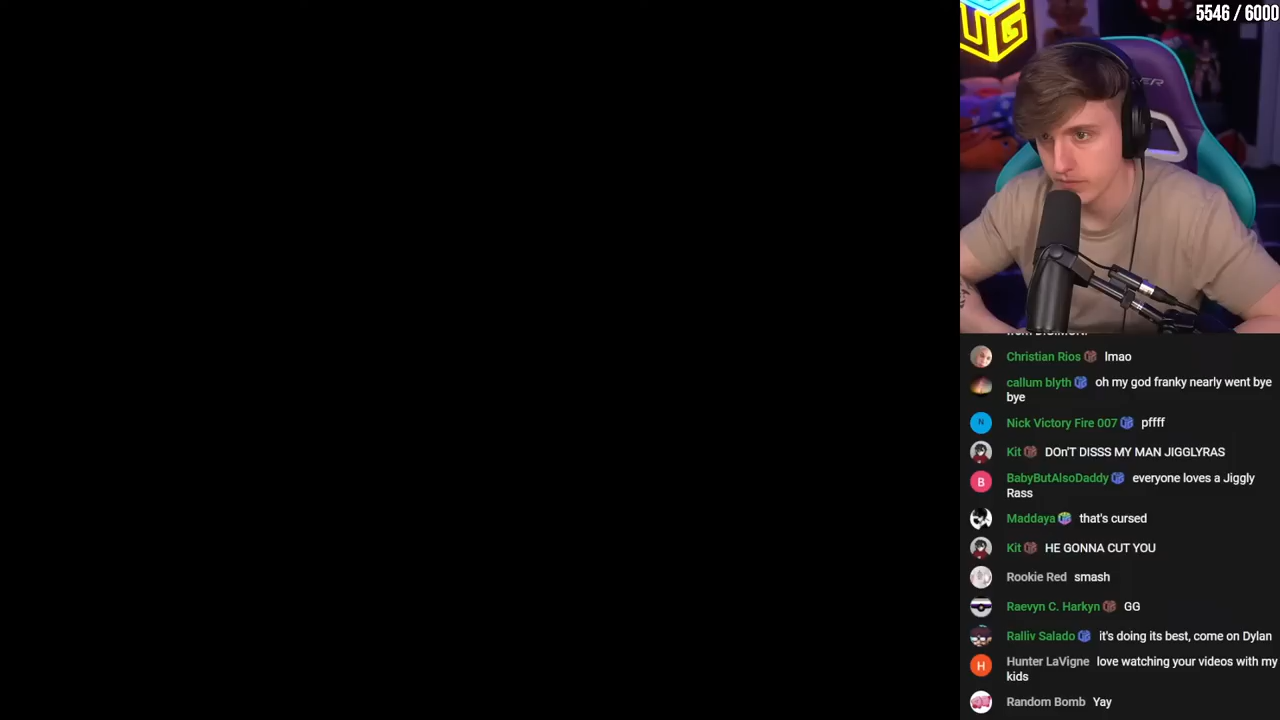 5546 / 6000
UG
Christian Rios lmao
callum blyth oh my god franky nearly went bye
bye
N Nick Victory Fire 007 pffff
Kit DOn'T DISSS MY MAN JIGGLYRAS
B BabyButAlsoDaddy everyone loves a Jiggly
Rass
Maddaya that's cursed
Kit HE GONNA CUT YOU
Rookie Red smash
Raevyn C. Harkyn GG
Ralliv Salado it's doing its best, come on Dylan
H Hunter LaVigne love watching your videos with my
kids
Random Bomb Yay